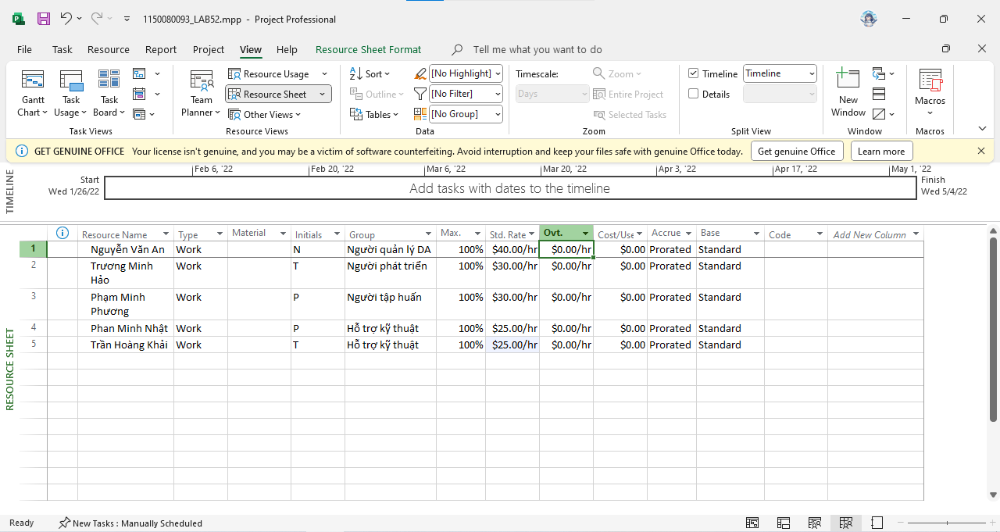 1150080093_LAB52.mpp - Project Professional
File Task Resource Report Project View Help Resource Sheet Format Tell me what you want to do
Gantt Chart
Task Usage
Task Board
Task Views
Team Planner
Resource Usage
Resource Sheet
Other Views
Resource Views
Sort
Outline
Tables
[No Highlight]
[No Filter]
[No Group]
Data
Timescale:
Days
Zoom
Entire Project
Selected Tasks
Zoom
Timeline Timeline
Details
Split View
New Window
Window
Macros
Macros
GET GENUINE OFFICE Your license isn't genuine, and you may be a victim of software counterfeiting. Avoid interruption and keep your files safe with genuine Office today. Get genuine Office Learn more
TIMELINE
Feb 6, '22 Feb 20, '22 Mar 6, '22 Mar 20, '22 Apr 3, '22 Apr 17, '22 May 1, '22
Start
Wed 1/26/22
Add tasks with dates to the timeline
Finish
Wed 5/4/22
RESOURCE SHEET
Resource Name Type Material Initials Group Max. Std. Rate Ovt. Cost/Use Accrue Base Code Add New Column
1 Nguyễn Văn An Work N Người quản lý DA 100% $40.00/hr $0.00/hr $0.00 Prorated Standard
2 Trương Minh Work T Người phát triển 100% $30.00/hr $0.00/hr $0.00 Prorated Standard
Hảo
3 Phạm Minh Work P Người tập huấn 100% $30.00/hr $0.00/hr $0.00 Prorated Standard
Phương
4 Phan Minh Nhật Work P Hỗ trợ kỹ thuật 100% $25.00/hr $0.00/hr $0.00 Prorated Standard
5 Trần Hoàng Khải Work T Hỗ trợ kỹ thuật 100% $25.00/hr $0.00/hr $0.00 Prorated Standard
Ready New Tasks : Manually Scheduled